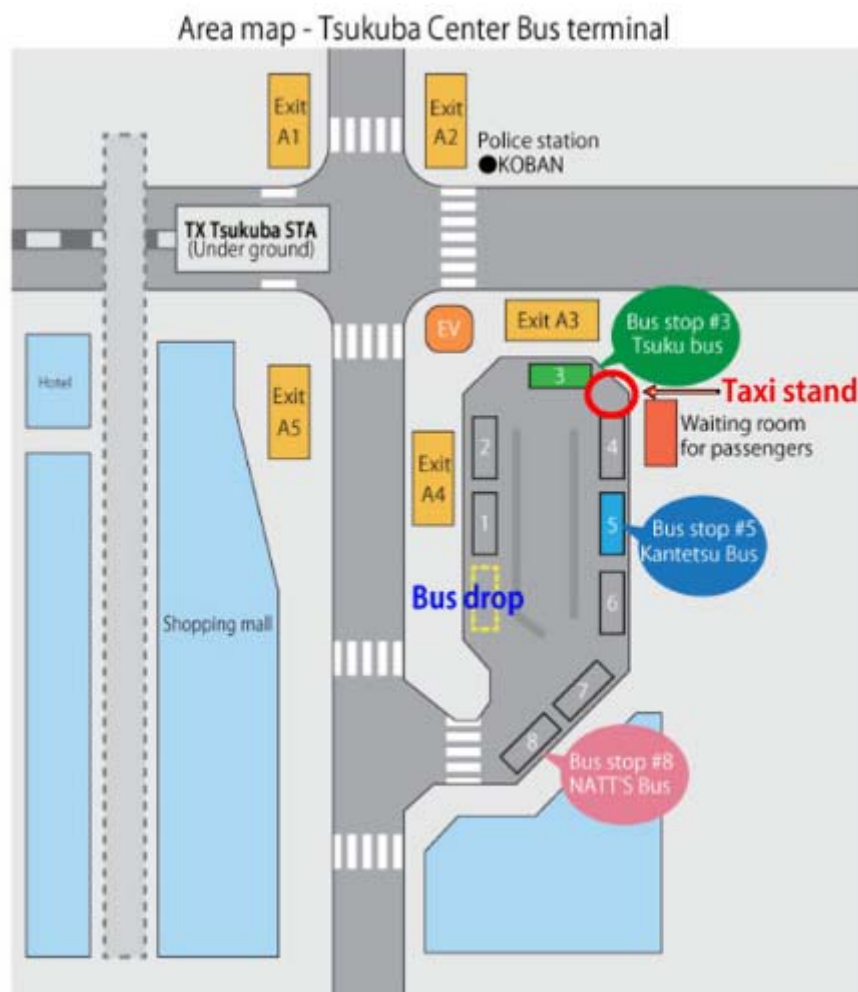 Area map - Tsukuba Center Bus terminal
Exit
A1
Exit
A2
Police station
●KOBAN
TX Tsukuba STA
(Under ground)
EV
Exit A3
Bus stop #3
Tsuku bus
3
Taxi stand
Hotel
Exit
A5
Waiting room
for passengers
2
4
Exit
A4
1
5
Bus stop #5
Kantetsu Bus
Bus drop
6
Shopping mall
7
8
Bus stop #8
NATT'S Bus